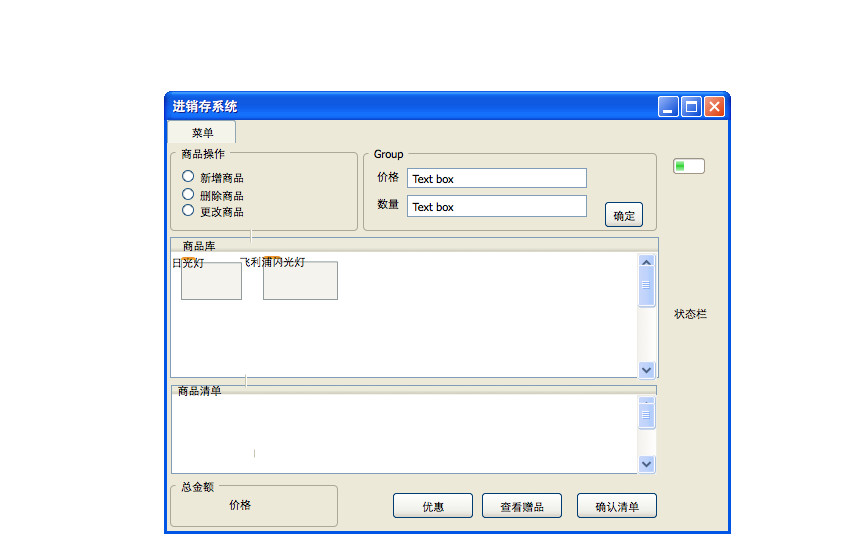 进销存系统
菜单
商品操作
新增商品
删除商品
更改商品
Group
价格 Text box
数量 Text box
确定
商品库
日光灯 飞利浦闪光灯
状态栏
商品清单
总金额
价格
优惠 查看赠品 确认清单